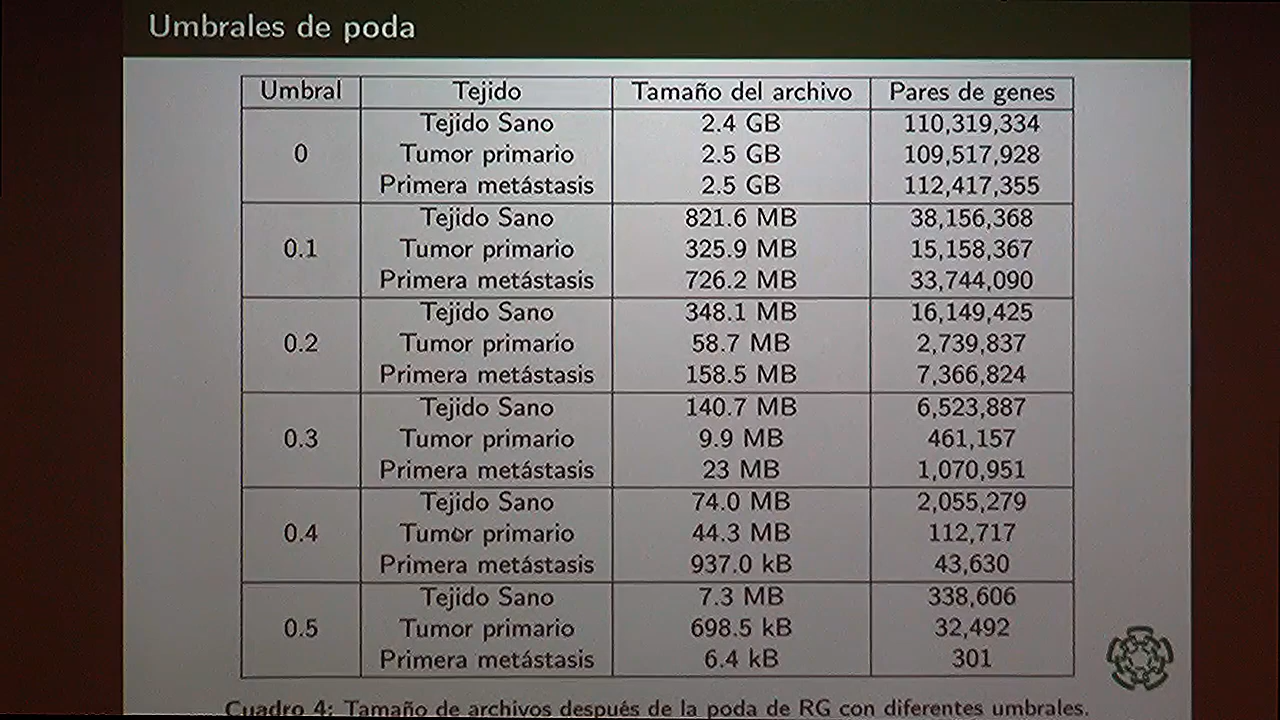 Umbrales de poda
Umbral Tejido Tamaño del archivo Pares de genes
Tejido Sano 2.4 GB 110,319,334
0 Tumor primario 2.5 GB 109,517,928
Primera metástasis 2.5 GB 112,417,355
Tejido Sano 821.6 MB 38,156,368
0.1 Tumor primario 325.9 MB 15,158,367
Primera metástasis 726.2 MB 33,744,090
Tejido Sano 348.1 MB 16,149,425
0.2 Tumor primario 58.7 MB 2,739,837
Primera metástasis 158.5 MB 7,366,824
Tejido Sano 140.7 MB 6,523,887
0.3 Tumor primario 9.9 MB 461,157
Primera metástasis 23 MB 1,070,951
Tejido Sano 74.0 MB 2,055,279
0.4 Tumor primario 44.3 MB 112,717
Primera metástasis 937.0 kB 43,630
Tejido Sano 7.3 MB 338,606
0.5 Tumor primario 698.5 kB 32,492
Primera metástasis 6.4 kB 301
Cuadro 4: Tamaño de archivos después de la poda de RG con diferentes umbrales.